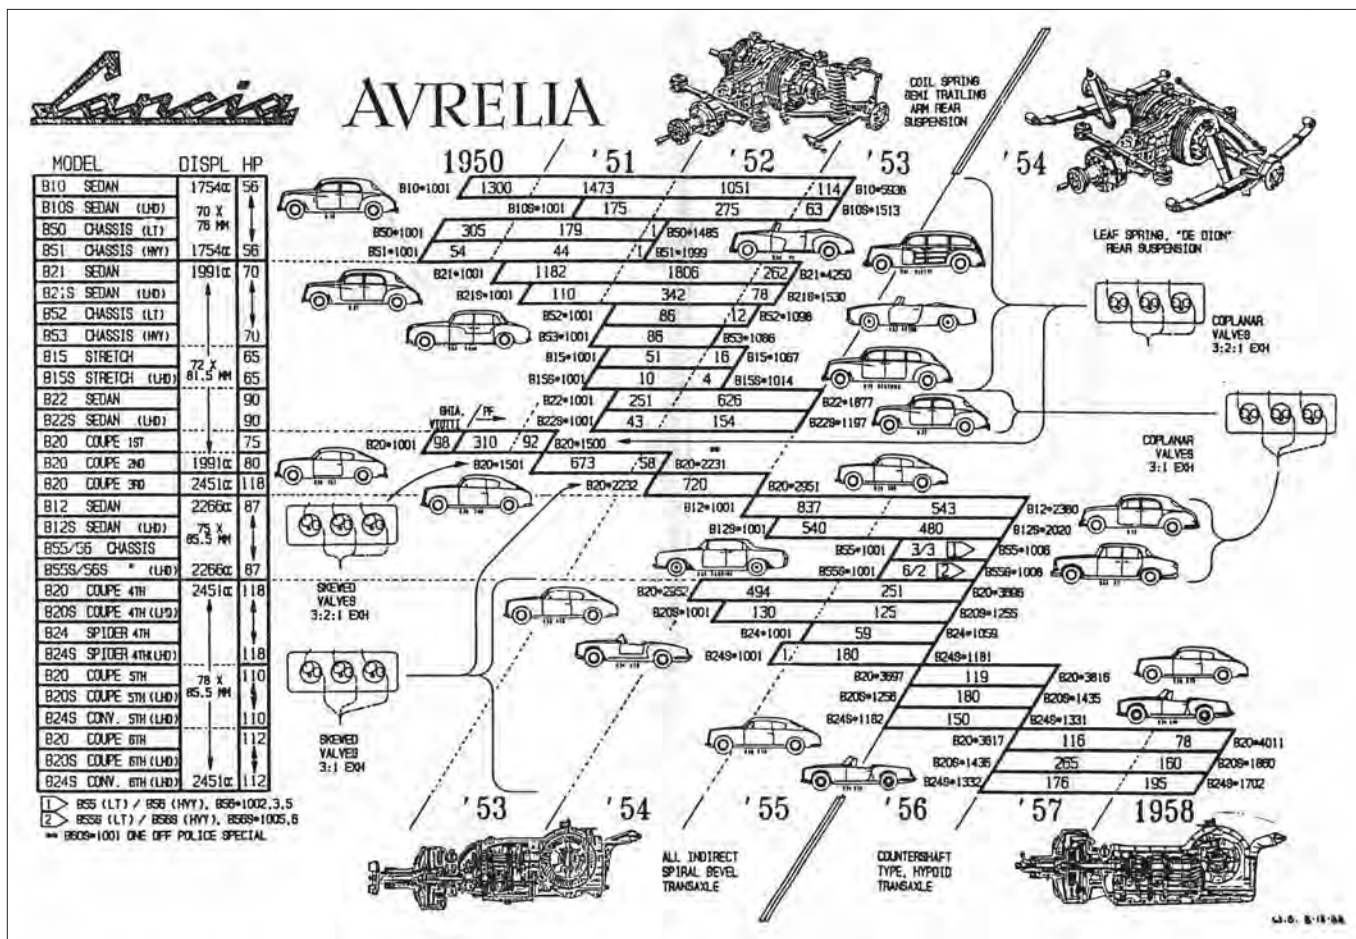 Lancia
AVRELIA
COIL SPRING
SEMI TRAILING
ARM REAR
SUSPENSION
LEAF SPRING, "DE DION"
REAR SUSPENSION
MODEL DISPL HP
B10 SEDAN 1754cc 56
B10S SEDAN (LHD) 70 X
B50 CHASSIS (LT) 76 MM
B51 CHASSIS (HVY) 1754cc 56
B21 SEDAN 1991cc 70
B21S SEDAN (LHD)
B52 CHASSIS (LT)
B53 CHASSIS (HVY) 70
B15 STRETCH 72 X 65
B15S STRETCH (LHD) 81.5 MM 65
B22 SEDAN 90
B22S SEDAN (LHD) 90
B20 COUPE 1ST 75
B20 COUPE 2ND 1991cc 80
B20 COUPE 3RD 2451cc 118
B12 SEDAN 2266cc 87
B12S SEDAN (LHD) 75 X
B55/56 CHASSIS 85.5 MM
B55S/56S " (LHD) 2266cc 87
B20 COUPE 4TH 2451cc 118
B20S COUPE 4TH (LHD)
B24 SPIDER 4TH
B24S SPIDER 4TH(LHD) 118
B20 COUPE 5TH 78 X 110
B20S COUPE 5TH (LHD) 85.5 MM
B24S CONV. 5TH (LHD) 110
B20 COUPE 6TH 112
B20S COUPE 6TH (LHD)
B24S CONV. 6TH (LHD) 2451cc 112
1 B55 (LT) / B56 (HVY), B56*1002,3,5
2 B55S (LT) / B56S (HVY), B56S*1005,6
** B60S*1001 ONE OFF POLICE SPECIAL
1950 '51 '52 '53 '54
B10*1001 1300 1473 1051 114 B10*5938
B10S*1001 175 275 63 B10S*1513
B50*1001 305 179 1 B50*1485
B51*1001 54 44 1 B51*1099
B21*1001 1182 1806 262 B21*4250
B21S*1001 110 342 78 B21S*1530
B52*1001 86 12 B52*1098
B53*1001 86 B53*1086
B15*1001 51 16 B15*1067
B15S*1001 10 4 B15S*1014
B22*1001 251 626 B22*1877
B22S*1001 43 154 B22S*1197
GHIA,
VIOTTI PF.
B20*1001 98 310 92 B20*1500
**
B20*1501 673 58 B20*2231
B20*2232 720 B20*2951
B12*1001 837 543 B12*2380
B12S*1001 540 480 B12S*2020
B55*1001 3/3 1 B55*1006
B55S*1001 6/2 2 B55S*1008
B20*2952 494 251 B20*3696
B20S*1001 130 125 B20S*1255
B24*1001 59 B24*1059
B24S*1001 1 180 B24S*1181
B20*3697 119 B20*3816
B20S*1256 180 B20S*1435
B24S*1182 150 B24S*1331
B20*3817 116 78 B20*4011
B20S*1436 265 160 B20S*1860
B24S*1332 176 195 B24S*1702
COPLANAR
VALVES
3:2:1 EXH
COPLANAR
VALVES
3:1 EXH
SKEWED
VALVES
3:2:1 EXH
SKEWED
VALVES
3:1 EXH
'53 '54 '55 '56 '57 1958
ALL INDIRECT
SPIRAL BEVEL
TRANSAXLE
COUNTERSHAFT
TYPE, HYPOID
TRANSAXLE